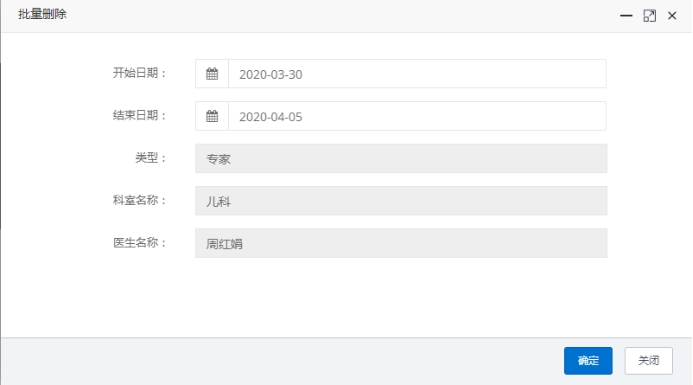 批量删除
开始日期： 2020-03-30
结束日期： 2020-04-05
类型： 专家
科室名称： 儿科
医生名称： 周红娟
确定 关闭